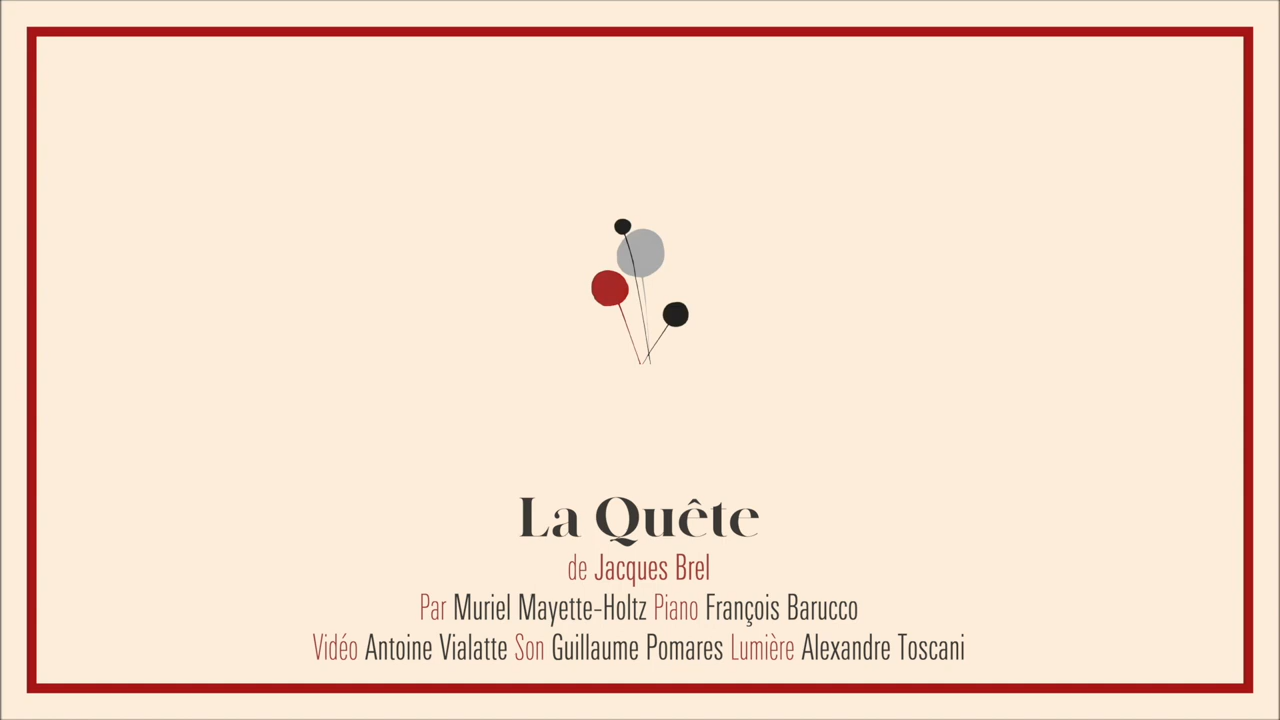 La Quête
de Jacques Brel
Par Muriel Mayette-Holtz Piano François Barucco
Vidéo Antoine Vialatte Son Guillaume Pomares Lumière Alexandre Toscani